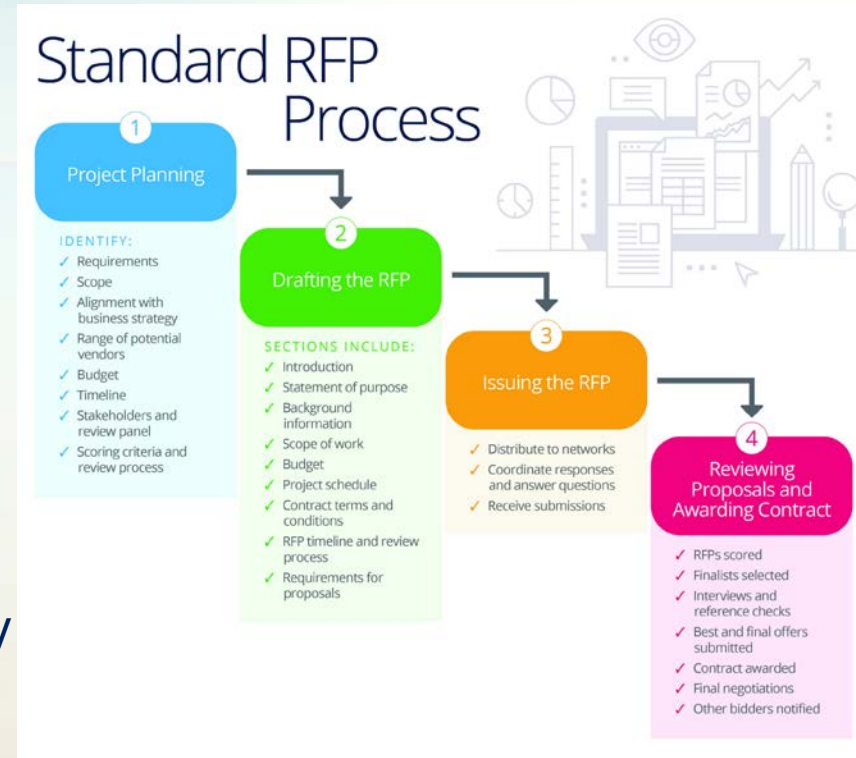 Standard RFP
Process
1
Project Planning
IDENTIFY:
✓ Requirements
✓ Scope
✓ Alignment with
business strategy
✓ Range of potential
vendors
✓ Budget
✓ Timeline
✓ Stakeholders and
review panel
✓ Scoring criteria and
review process
2
Drafting the RFP
SECTIONS INCLUDE:
✓ Introduction
✓ Statement of purpose
✓ Background
information
✓ Scope of work
✓ Budget
✓ Project schedule
✓ Contract terms and
conditions
✓ RFP timeline and review
process
✓ Requirements for
proposals
3
Issuing the RFP
✓ Distribute to networks
✓ Coordinate responses
and answer questions
✓ Receive submissions
4
Reviewing
Proposals and
Awarding Contract
✓ RFPs scored
✓ Finalists selected
✓ Interviews and
reference checks
✓ Best and final offers
submitted
✓ Contract awarded
✓ Final negotiations
✓ Other bidders notified